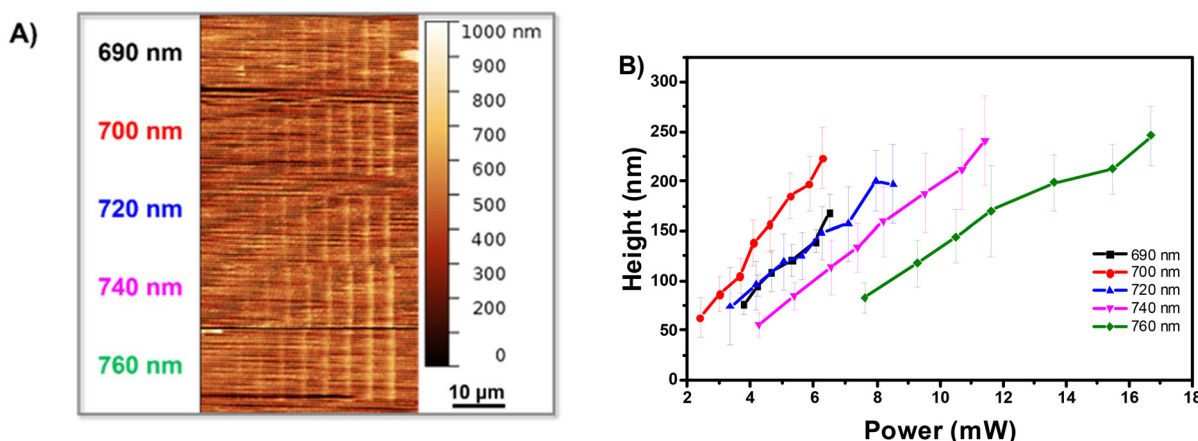 A)
690 nm
700 nm
720 nm
740 nm
760 nm
1000 nm
900
800
700
600
500
400
300
200
0
10 µm
B)
Height (nm)
300
250
200
150
100
50
0
2 4 6 8 10 12 14 16 18
Power (mW)
690 nm
700 nm
720 nm
740 nm
760 nm